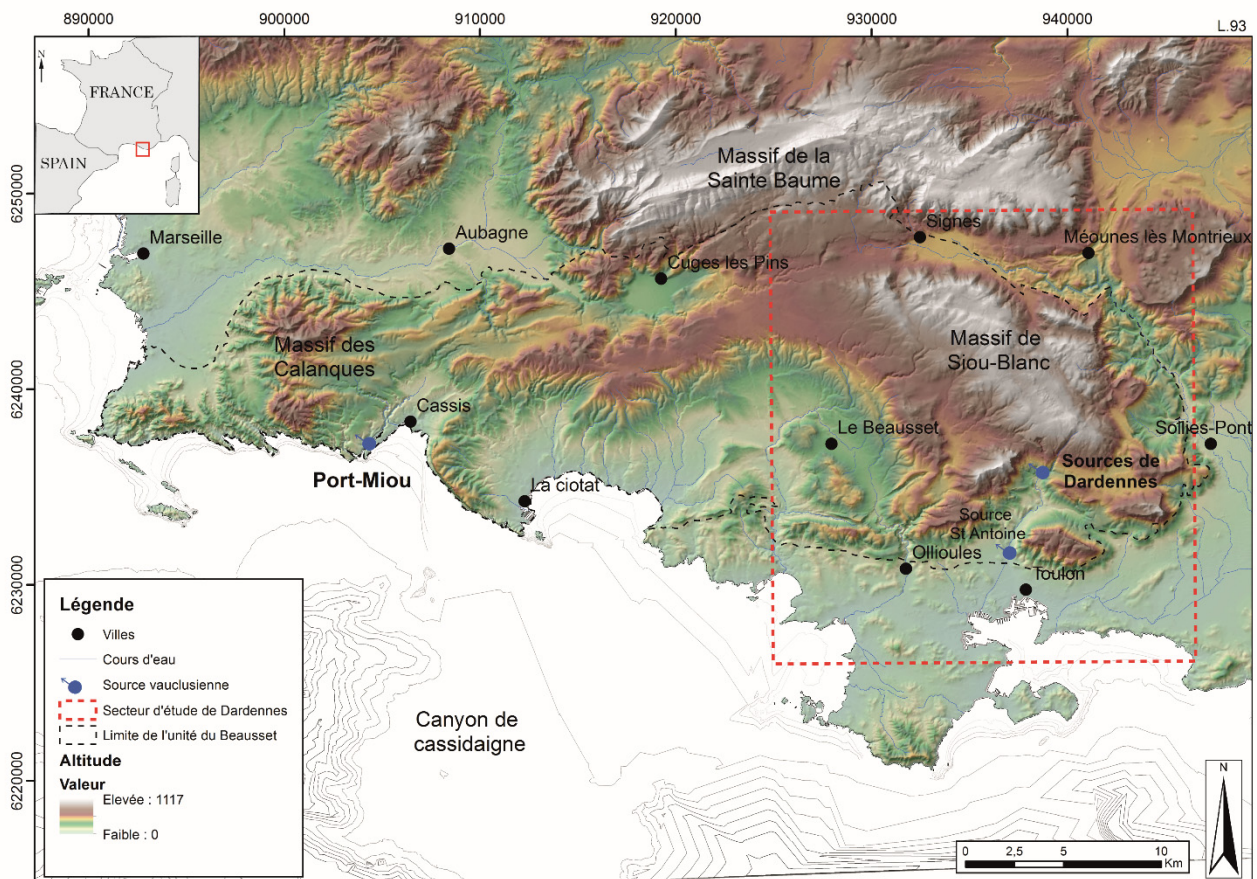 890000
900000
910000
920000
930000
940000
L.93
N
FRANCE
SPAIN
6250000
6240000
6230000
6220000
Massif de la
Sainte Baume
Marseille
Aubagne
Signes
Méounes lès Montrieux
Cuges les Pins
Massif des
Calanques
Massif de
Siou-Blanc
Cassis
Le Beausset
Sollies-Pont
Port-Miou
Sources de
Dardennes
La ciotat
Source
St Antoine
Ollioules
Toulon
Canyon de
cassidaigne
Légende
Villes
Cours d'eau
Source vauclusienne
Secteur d'étude de Dardennes
Limite de l'unité du Beausset
Altitude
Valeur
Elevée : 1117
Faible : 0
N
0
2,5
5
10
Km